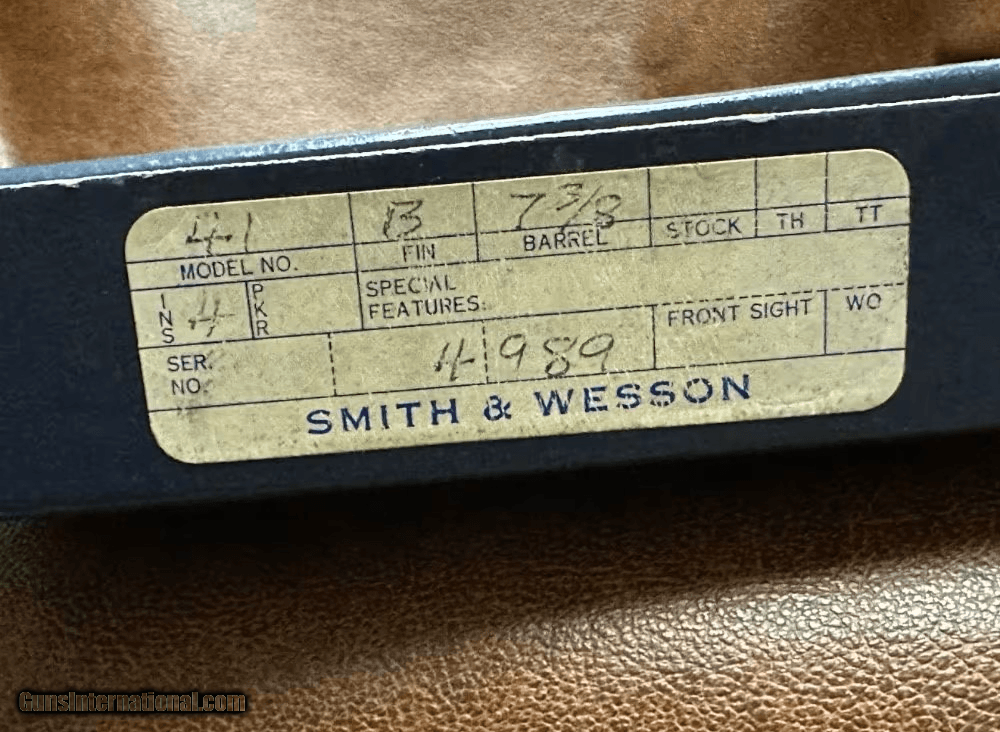 41 B 7 3/8
MODEL NO. FIN BARREL STOCK TH TT
INS 4 PKR SPECIAL FEATURES: FRONT SIGHT WO
SER. NO. 4 989
SMITH & WESSON
GunsInternational.com